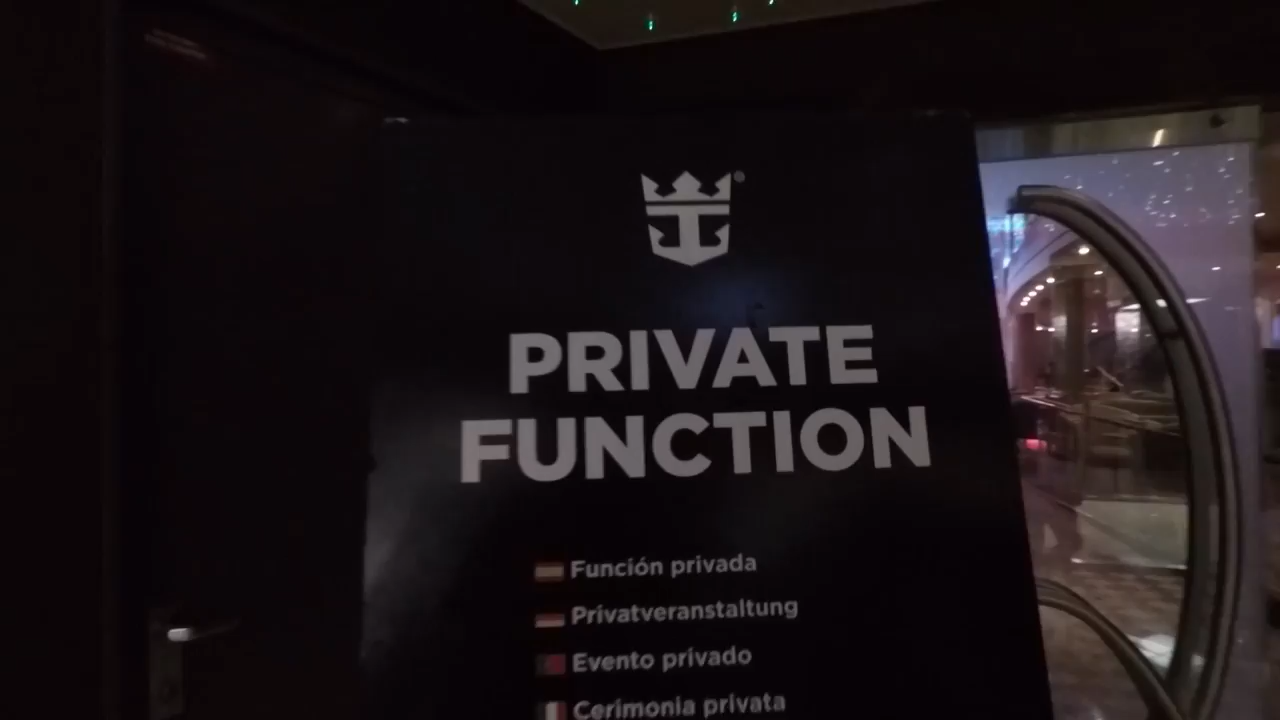 PRIVATE
FUNCTION
Función privada
Privatveranstaltung
Evento privado
Cerimonia privata